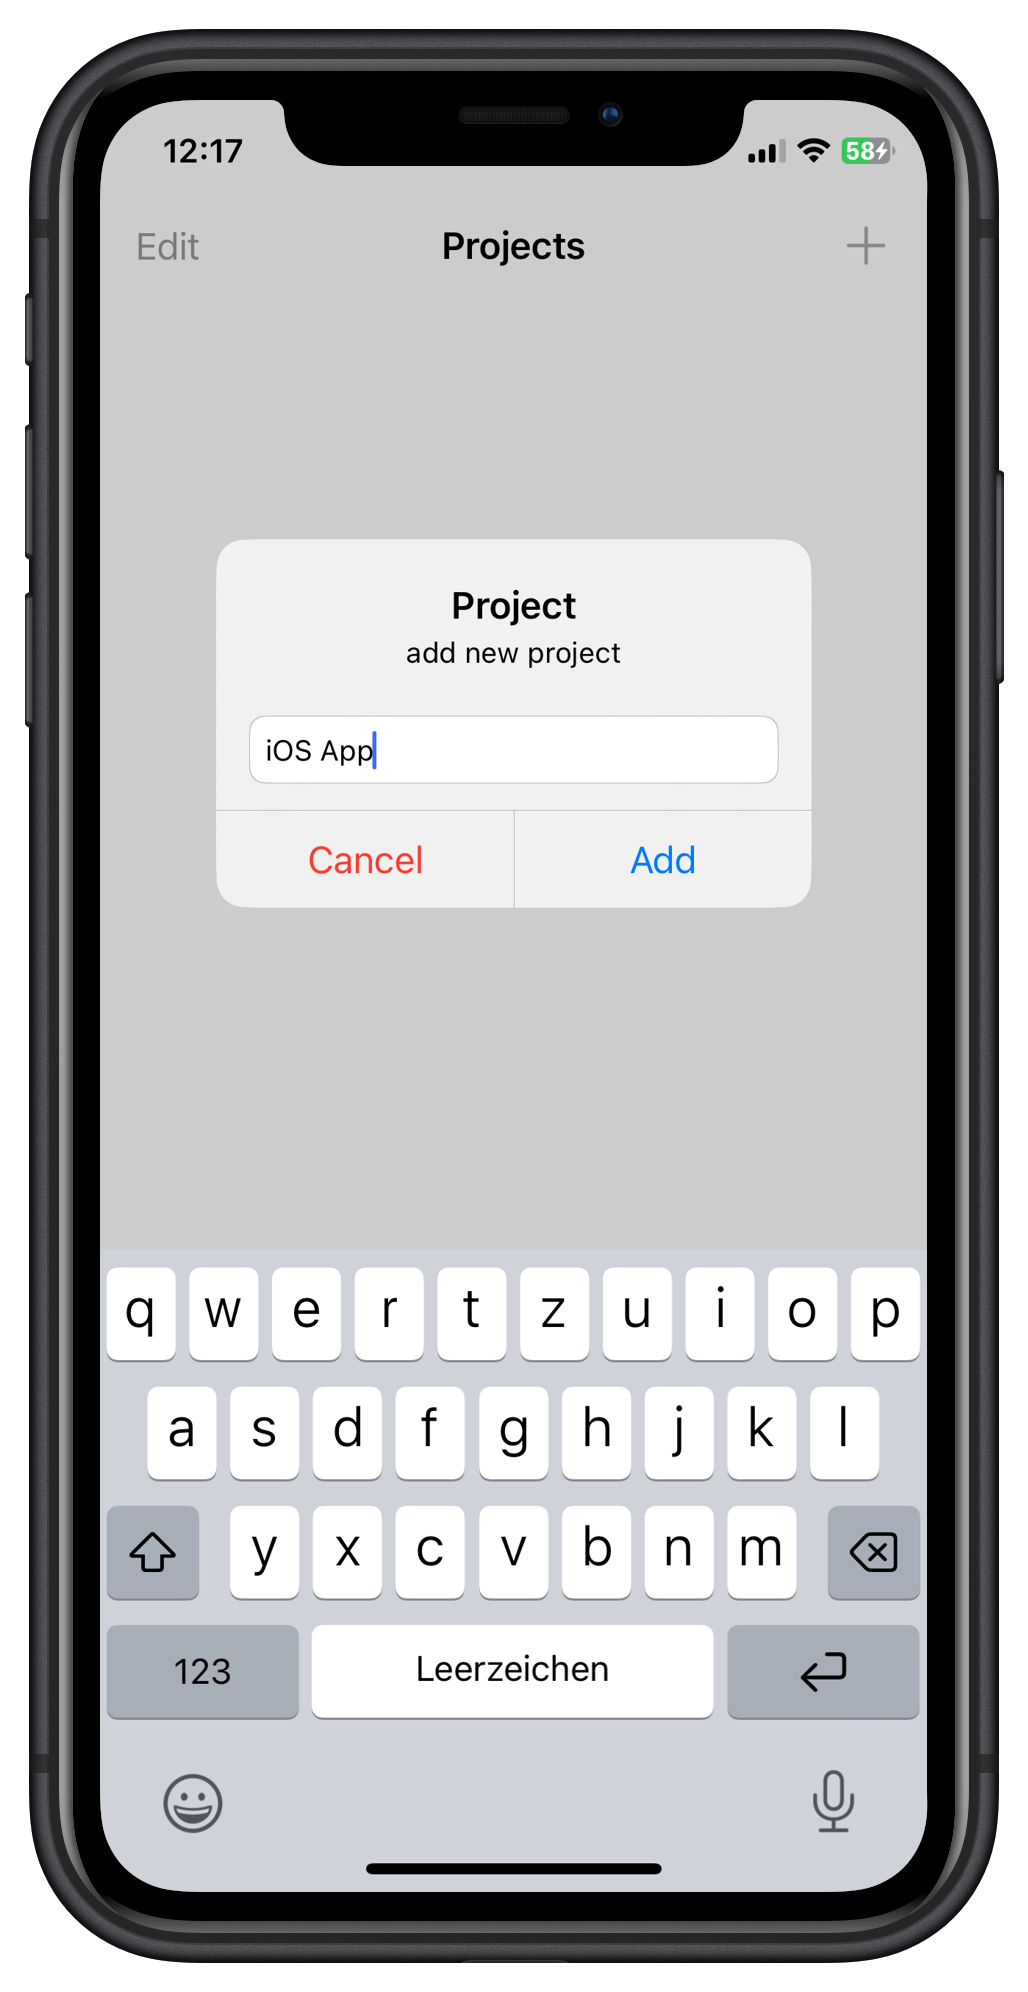 12:17 58
Edit Projects
Project
add new project
iOS App
Cancel Add
q w e r t z u i o p
a s d f g h j k l
y x c v b n m
123 Leerzeichen